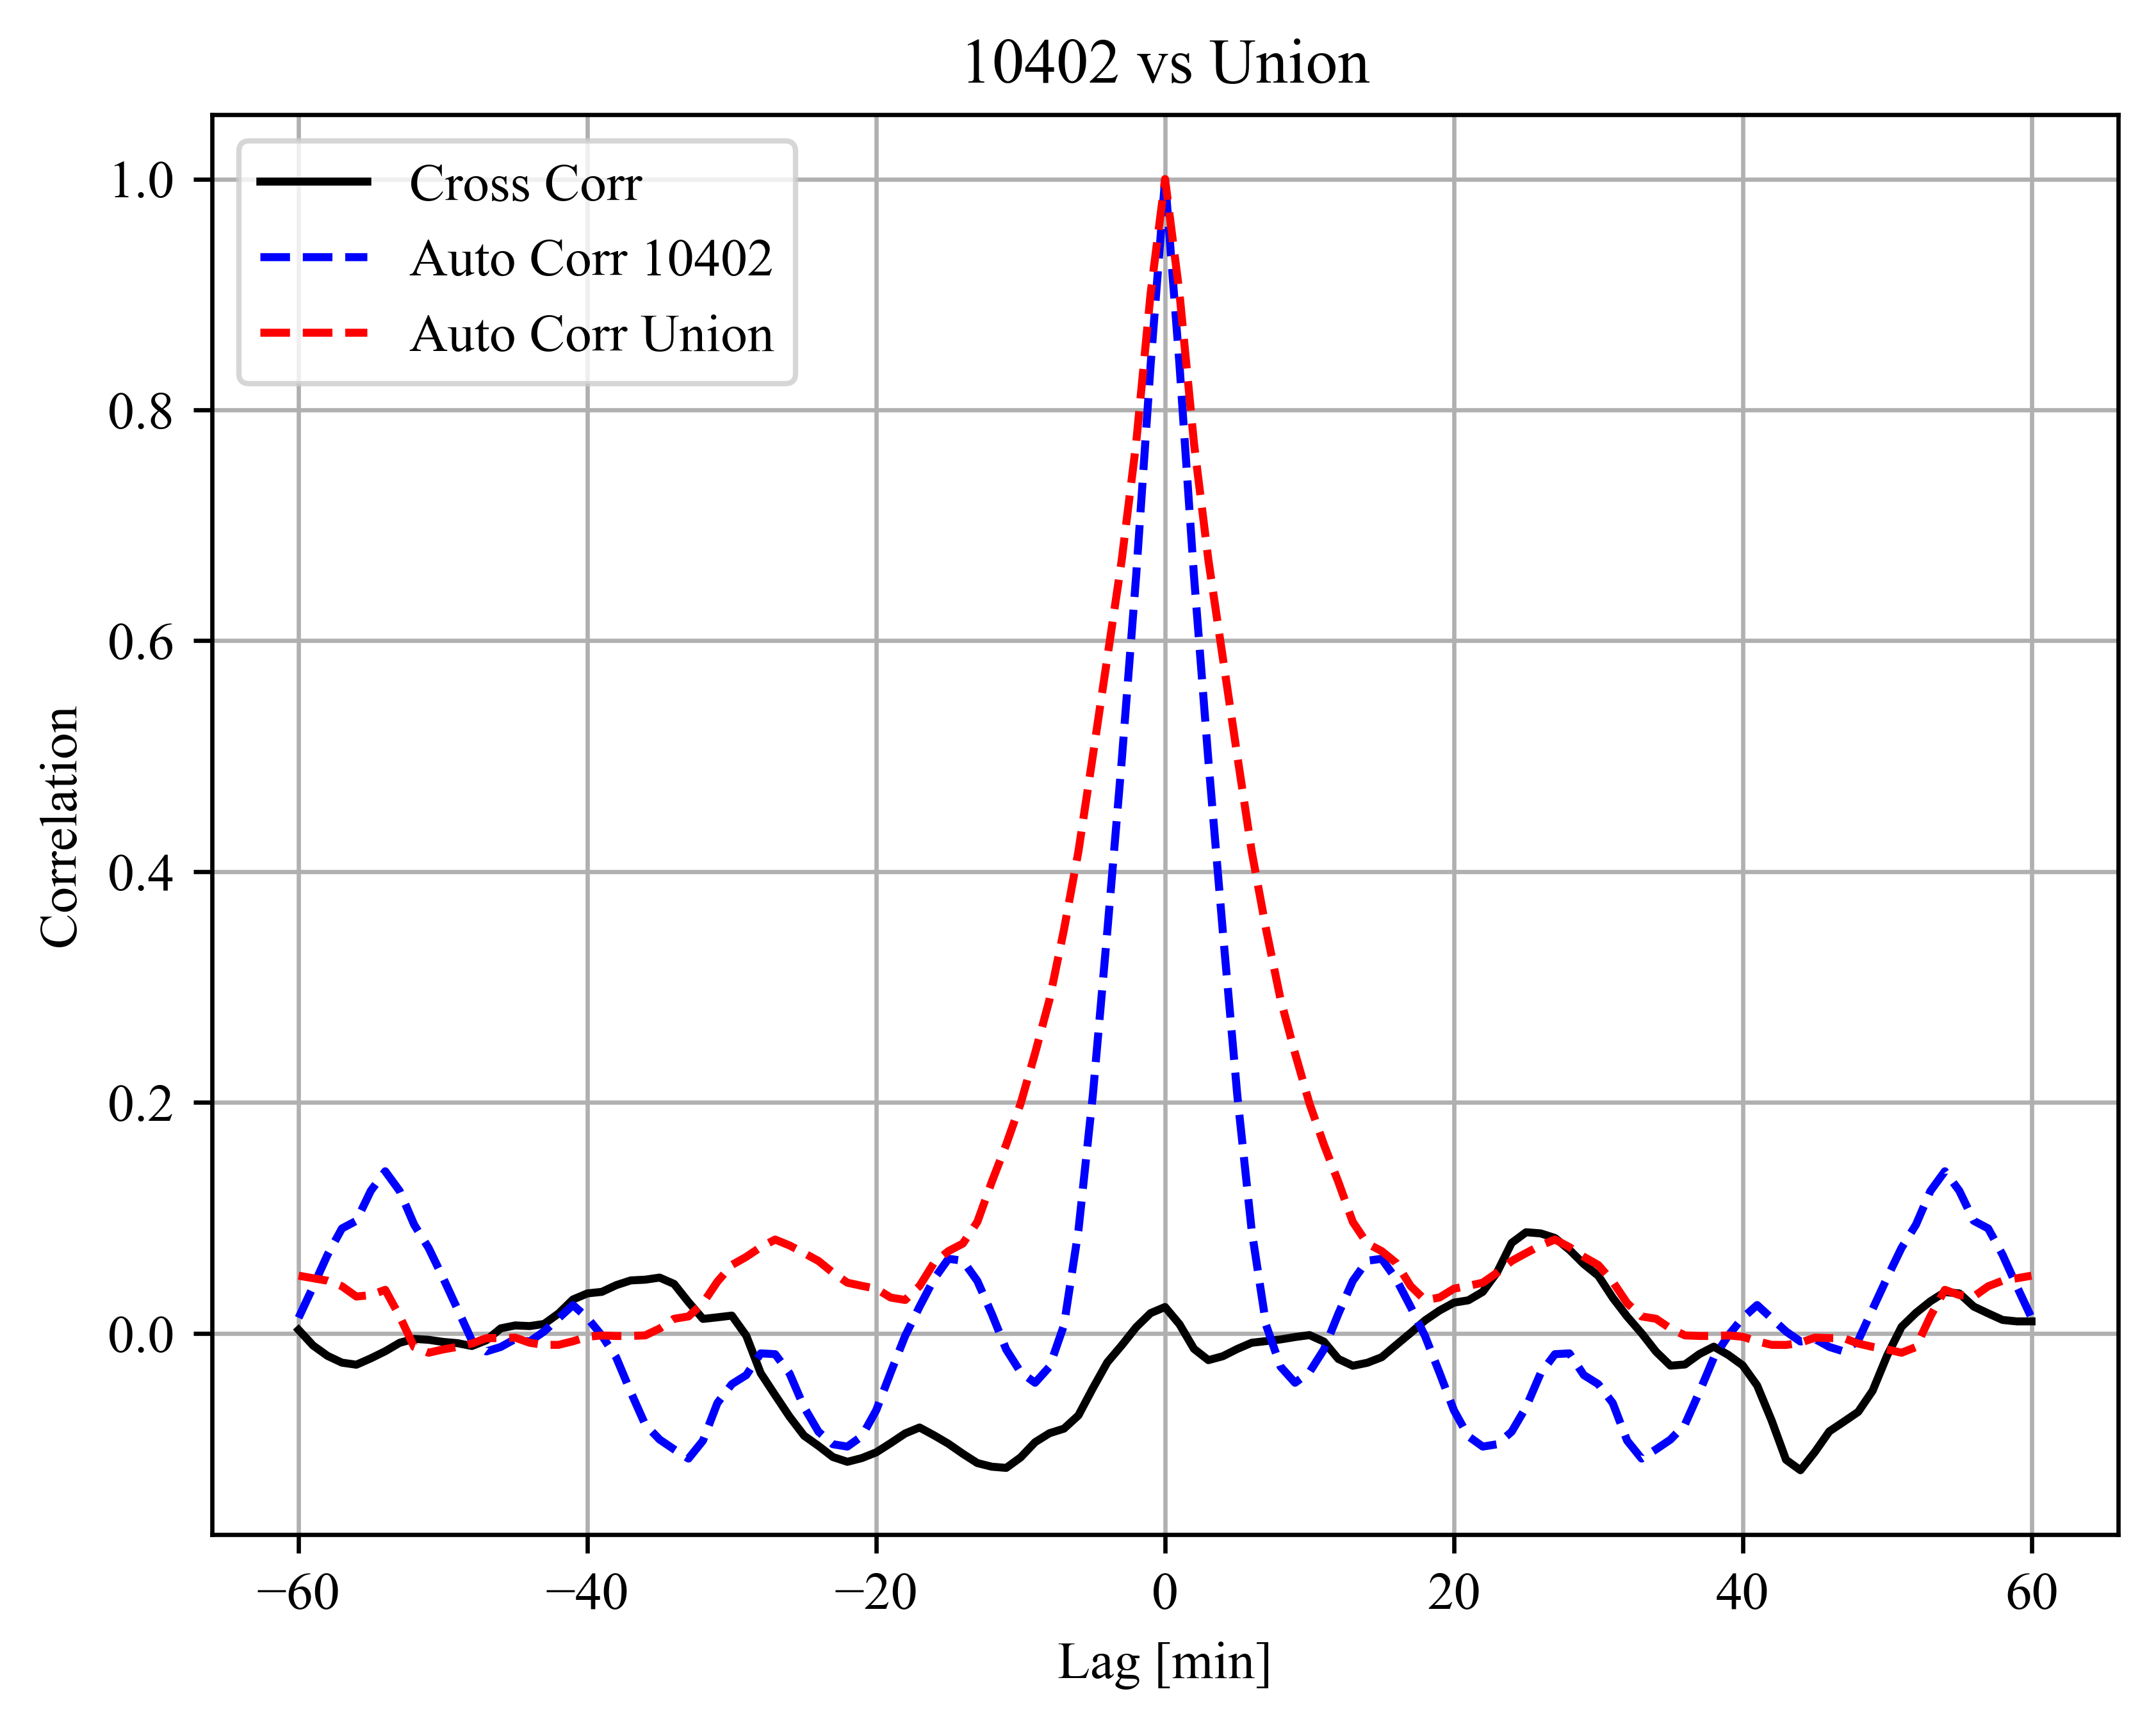 10402 vs Union
Cross Corr
Auto Corr 10402
Auto Corr Union
1.0
0.8
0.6
0.4
0.2
0.0
Correlation
−60 −40 −20 0 20 40 60
Lag [min]